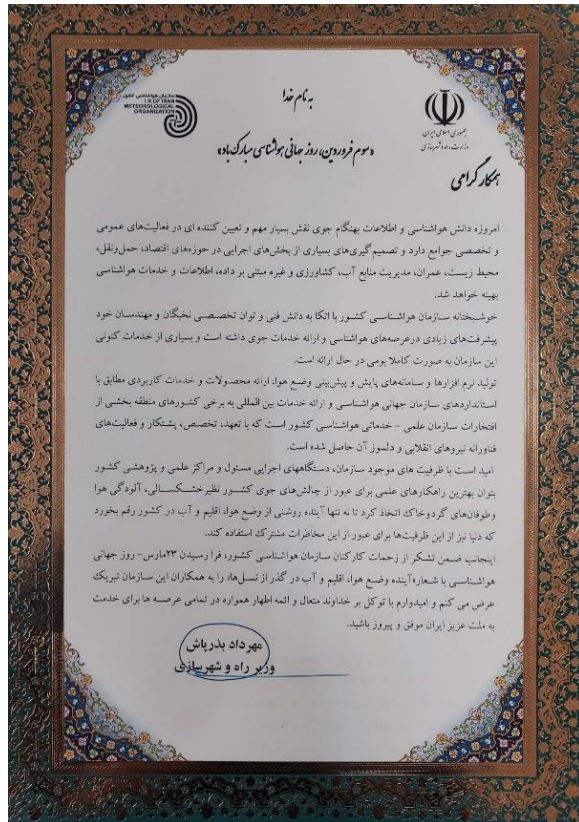 به نام خدا
سازمان هواشناسی کشور
I.R.OF IRAN
METEOROLOGICAL
ORGANIZATION
جمهوری اسلامی ایران
وزارت راه و شهرسازی
«سوم فروردین، روز جهانی هواشناسی مبارک باد»
همکار گرامی
امروزه دانش هواشناسی و اطلاعات بهنگام جوی نقش بسیار مهم و تعیین کننده ای در فعالیت‌های عمومی
و تخصصی جوامع دارد و تصمیم گیری‌های بسیاری از بخش‌های اجرایی در حوزه‌های اقتصاد، حمل‌ونقل،
محیط زیست، عمران، مدیریت منابع آب، کشاورزی و غیره مبتنی بر داده، اطلاعات و خدمات هواشناسی
بهینه خواهد شد.
خوشبختانه سازمان هواشناسی کشور با اتکا به دانش فنی و توان تخصصی نخبگان و مهندسان خود
پیشرفت‌های زیادی درعرصه‌های هواشناسی و ارائه خدمات جوی داشته است و بسیاری از خدمات کنونی
این سازمان به صورت کاملا بومی در حال ارائه است.
تولید نرم افزارها و سامانه‌های پایش و پیش‌بینی وضع هوا، ارائه محصولات و خدمات کاربردی مطابق با
استانداردهای سازمان جهانی هواشناسی و ارائه خدمات بین المللی به برخی کشورهای منطقه بخشی از
افتخارات سازمان علمی - خدماتی هواشناسی کشور است که با تعهد، تخصص، پشتکار و فعالیت‌های
فناورانه نیروهای انقلابی و دلسوز آن حاصل شده است.
امید است با ظرفیت های موجود سازمان، دستگاههای اجرایی مسئول و مراکز علمی و پژوهشی کشور
بتوان بهترین راهکارهای علمی برای عبور از چالش‌های جوی کشور نظیر خشکسالی، آلودگی هوا
وطوفان‌های گردوخاک اتخاذ کرد تا نه تنها آینده روشنی از وضع هوا، اقلیم و آب در کشور رقم بخورد
که دنیا نیز از این ظرفیت‌ها برای عبور از این مخاطرات مشترک استفاده کند.
اینجانب ضمن تشکر از زحمات کارکنان سازمان هواشناسی کشور، فرا رسیدن ۲۳مارس- روز جهانی
هواشناسی با شعار«آینده وضع هوا، اقلیم و آب در گذر از نسل‌ها» را به همکاران این سازمان تبریک
عرض می کنم و امیدوارم با توکل بر خداوند متعال و ائمه اطهار همواره در تمامی عرصه ها برای خدمت
به ملت عزیز ایران موفق و پیروز باشید.
مهرداد بذرپاش
وزیر راه و شهرسازی